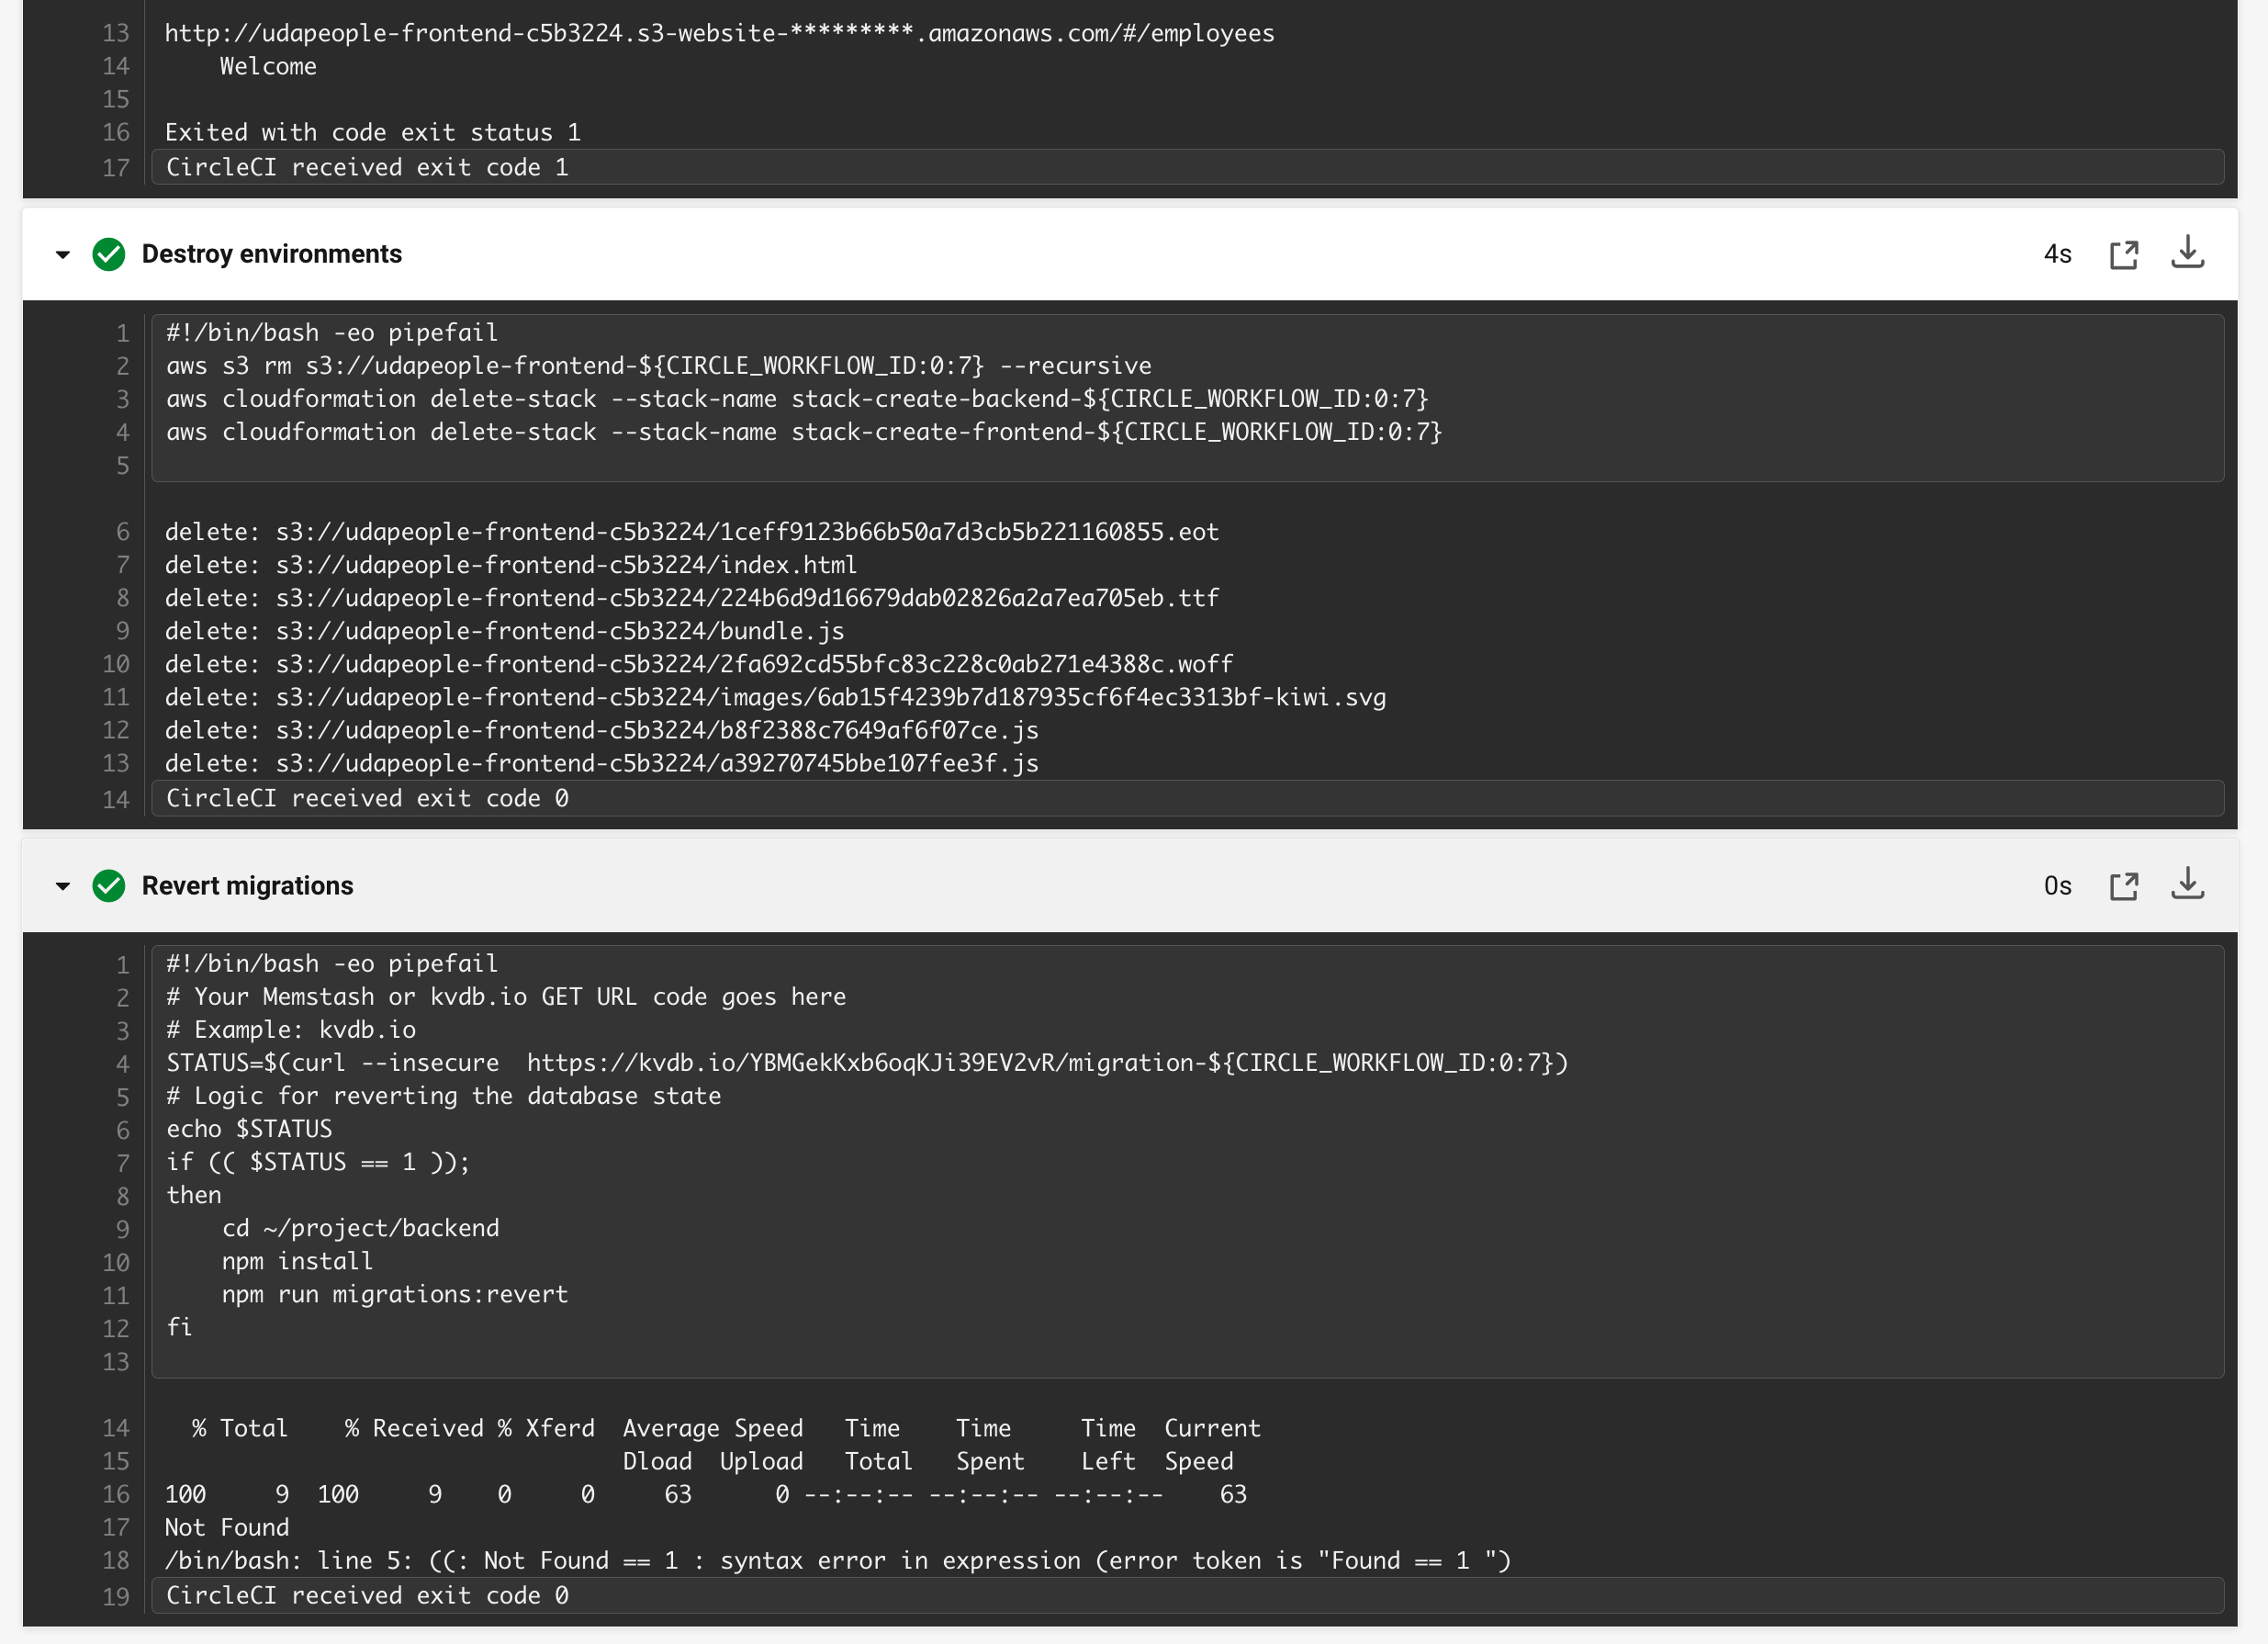 13 http://udapeople-frontend-c5b3224.s3-website-*********.amazonaws.com/#/employees
14     Welcome
15
16 Exited with code exit status 1
17 CircleCI received exit code 1
Destroy environments 4s
1 #!/bin/bash -eo pipefail
2 aws s3 rm s3://udapeople-frontend-${CIRCLE_WORKFLOW_ID:0:7} --recursive
3 aws cloudformation delete-stack --stack-name stack-create-backend-${CIRCLE_WORKFLOW_ID:0:7}
4 aws cloudformation delete-stack --stack-name stack-create-frontend-${CIRCLE_WORKFLOW_ID:0:7}
5
6 delete: s3://udapeople-frontend-c5b3224/1ceff9123b66b50a7d3cb5b221160855.eot
7 delete: s3://udapeople-frontend-c5b3224/index.html
8 delete: s3://udapeople-frontend-c5b3224/224b6d9d16679dab02826a2a7ea705eb.ttf
9 delete: s3://udapeople-frontend-c5b3224/bundle.js
10 delete: s3://udapeople-frontend-c5b3224/2fa692cd55bfc83c228c0ab271e4388c.woff
11 delete: s3://udapeople-frontend-c5b3224/images/6ab15f4239b7d187935cf6f4ec3313bf-kiwi.svg
12 delete: s3://udapeople-frontend-c5b3224/b8f2388c7649af6f07ce.js
13 delete: s3://udapeople-frontend-c5b3224/a39270745bbe107fee3f.js
14 CircleCI received exit code 0
Revert migrations 0s
1 #!/bin/bash -eo pipefail
2 # Your Memstash or kvdb.io GET URL code goes here
3 # Example: kvdb.io
4 STATUS=$(curl --insecure  https://kvdb.io/YBMGekKxb6oqKJi39EV2vR/migration-${CIRCLE_WORKFLOW_ID:0:7})
5 # Logic for reverting the database state
6 echo $STATUS
7 if (( $STATUS == 1 ));
8 then
9     cd ~/project/backend
10     npm install
11     npm run migrations:revert
12 fi
13
14   % Total    % Received % Xferd  Average Speed   Time    Time     Time  Current
15                                  Dload  Upload   Total   Spent    Left  Speed
16 100     9  100     9    0     0     63      0 --:--:-- --:--:-- --:--:--    63
17 Not Found
18 /bin/bash: line 5: ((: Not Found == 1 : syntax error in expression (error token is "Found == 1 ")
19 CircleCI received exit code 0